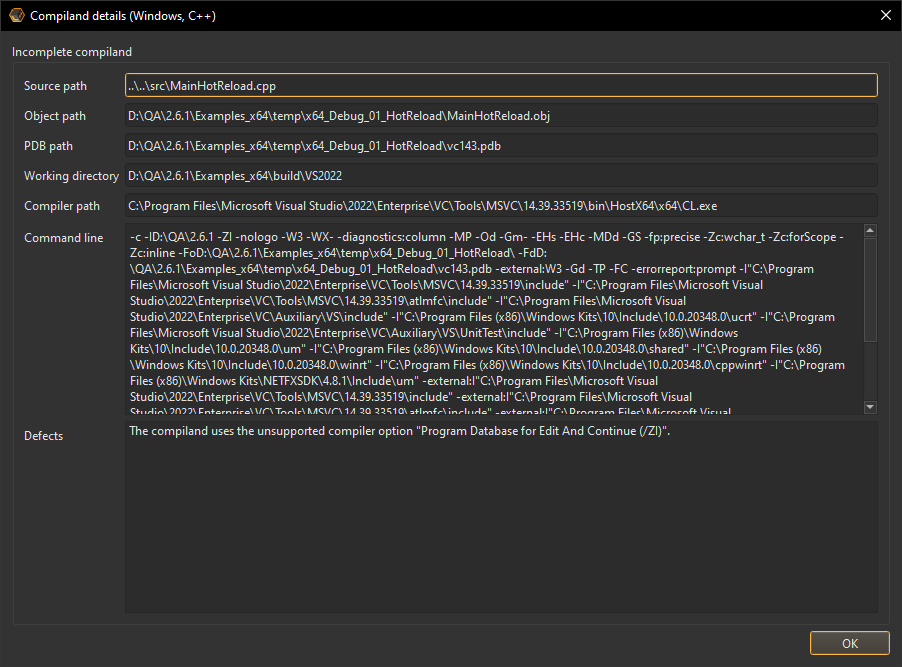 Compiland details (Windows, C++)
Incomplete compiland
Source path
..\..\src\MainHotReload.cpp
Object path
D:\QA\2.6.1\Examples_x64\temp\x64_Debug_01_HotReload\MainHotReload.obj
PDB path
D:\QA\2.6.1\Examples_x64\temp\x64_Debug_01_HotReload\vc143.pdb
Working directory
D:\QA\2.6.1\Examples_x64\build\VS2022
Compiler path
C:\Program Files\Microsoft Visual Studio\2022\Enterprise\VC\Tools\MSVC\14.39.33519\bin\HostX64\x64\CL.exe
Command line
-c -ID:\QA\2.6.1 -ZI -nologo -W3 -WX- -diagnostics:column -MP -Od -Gm- -EHs -EHc -MDd -GS -fp:precise -Zc:wchar_t -Zc:forScope -
Zc:inline -FoD:\QA\2.6.1\Examples_x64\temp\x64_Debug_01_HotReload\ -FdD:
\QA\2.6.1\Examples_x64\temp\x64_Debug_01_HotReload\vc143.pdb -external:W3 -Gd -TP -FC -errorreport:prompt -I"C:\Program
Files\Microsoft Visual Studio\2022\Enterprise\VC\Tools\MSVC\14.39.33519\include" -I"C:\Program Files\Microsoft Visual
Studio\2022\Enterprise\VC\Tools\MSVC\14.39.33519\atlmfc\include" -I"C:\Program Files\Microsoft Visual
Studio\2022\Enterprise\VC\Auxiliary\VS\include" -I"C:\Program Files (x86)\Windows Kits\10\Include\10.0.20348.0\ucrt" -I"C:\Program
Files\Microsoft Visual Studio\2022\Enterprise\VC\Auxiliary\VS\UnitTest\include" -I"C:\Program Files (x86)\Windows
Kits\10\Include\10.0.20348.0\um" -I"C:\Program Files (x86)\Windows Kits\10\Include\10.0.20348.0\shared" -I"C:\Program Files (x86)
\Windows Kits\10\Include\10.0.20348.0\winrt" -I"C:\Program Files (x86)\Windows Kits\10\Include\10.0.20348.0\cppwinrt" -I"C:\Program
Files (x86)\Windows Kits\NETFXSDK\4.8.1\Include\um" -external:I"C:\Program Files\Microsoft Visual
Studio\2022\Enterprise\VC\Tools\MSVC\14.39.33519\include" -external:I"C:\Program Files\Microsoft Visual
Studio\2022\Enterprise\VC\Tools\MSVC\14.39.33519\atlmfc\include" -external:I"C:\Program Files\Microsoft Visual
Defects
The compiland uses the unsupported compiler option "Program Database for Edit And Continue (/ZI)".
OK